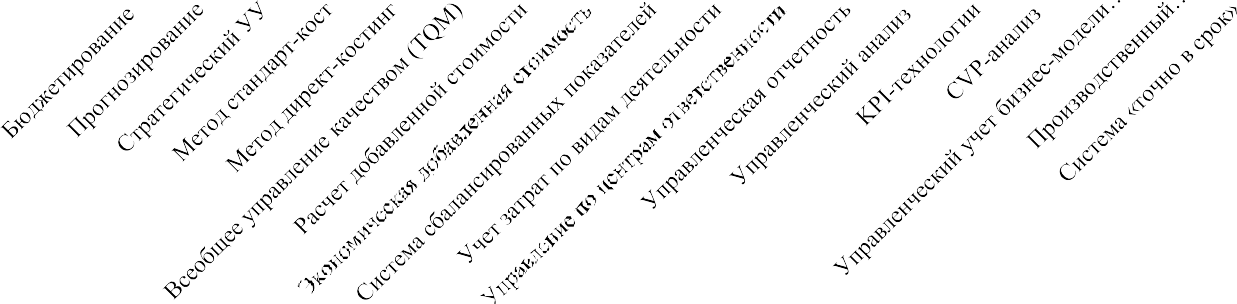 Бюджетирование
Прогнозирование
Стратегический УУ
Метод стандарт-кост
Метод директ-костинг
Всеобщее управление качеством (TQM)
Расчет добавленной стоимости
Экономическая добавленная стоимость
Система сбалансированных показателей
Учет затрат по видам деятельности
Управление по центрам ответственности
Управленческая отчетность
Управленческий анализ
KPI-технологии
CVP-анализ
Управленческий учет бизнес-модели…
Производственный…
Система «точно в срок»